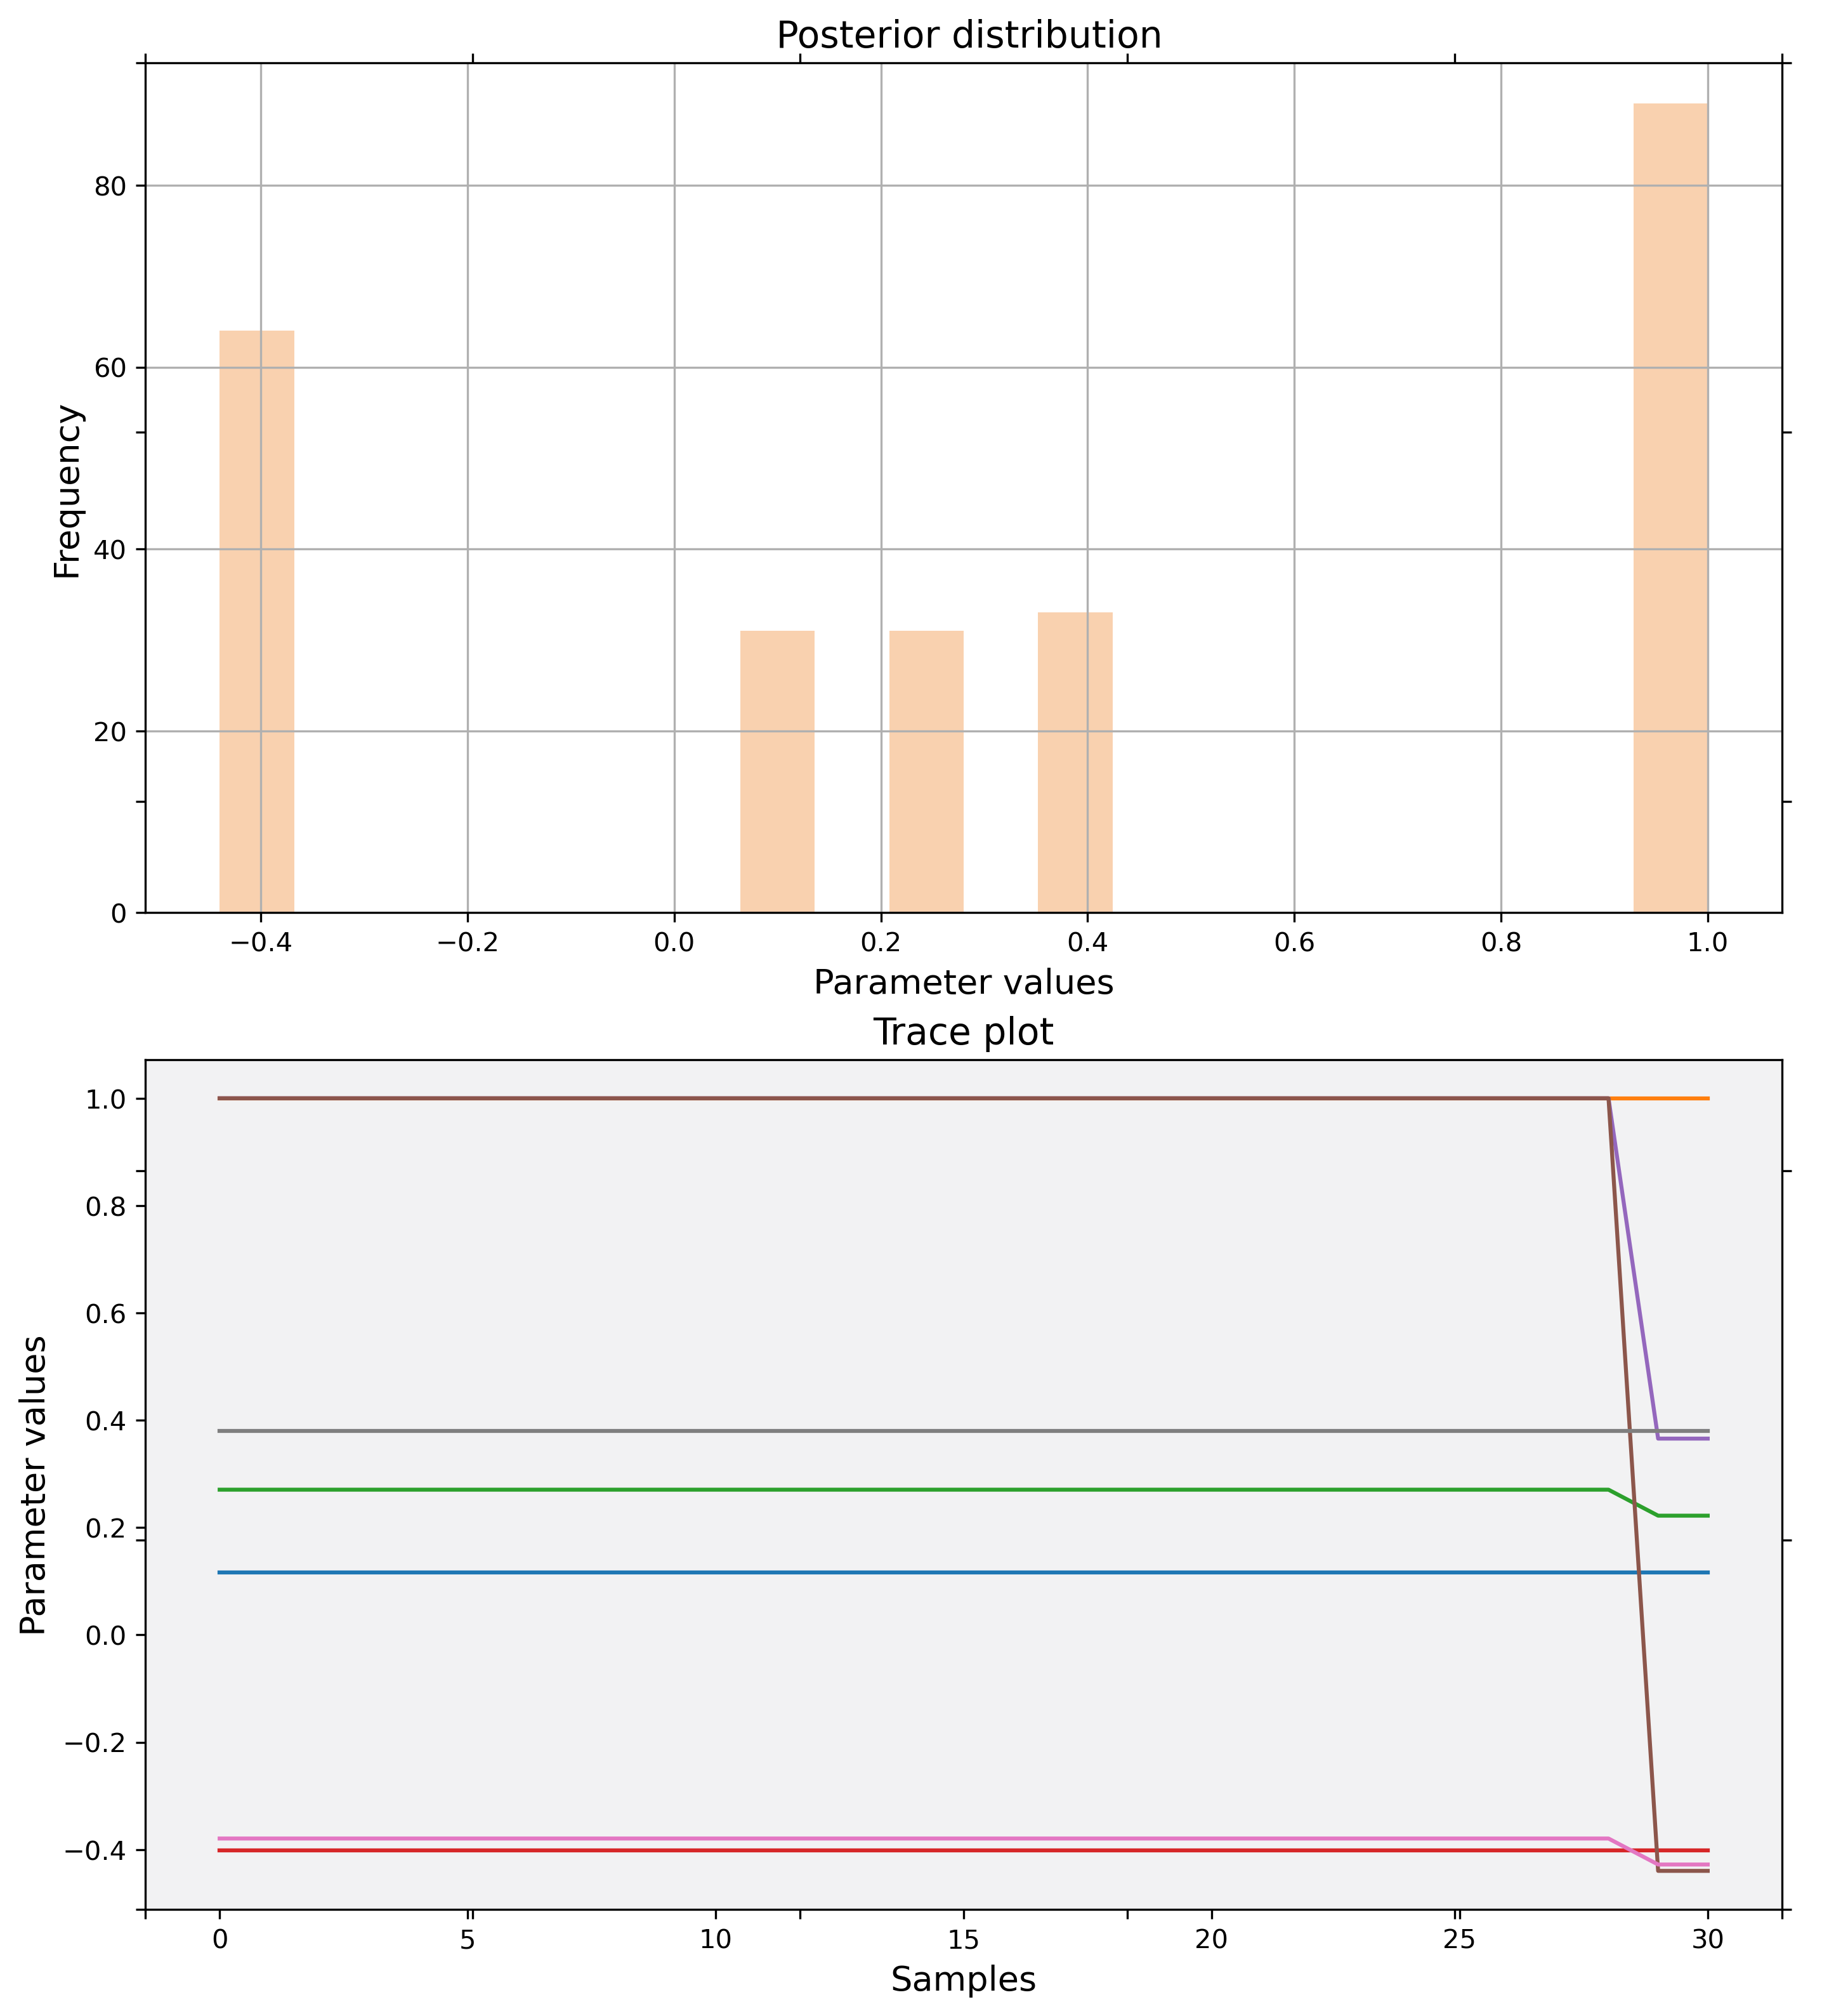 Posterior distribution
80
60
40
20
0
Frequency
−0.4 −0.2 0.0 0.2 0.4 0.6 0.8 1.0
Parameter values
Trace plot
1.0
0.8
0.6
0.4
0.2
0.0
−0.2
−0.4
Parameter values
0 5 10 15 20 25 30
Samples